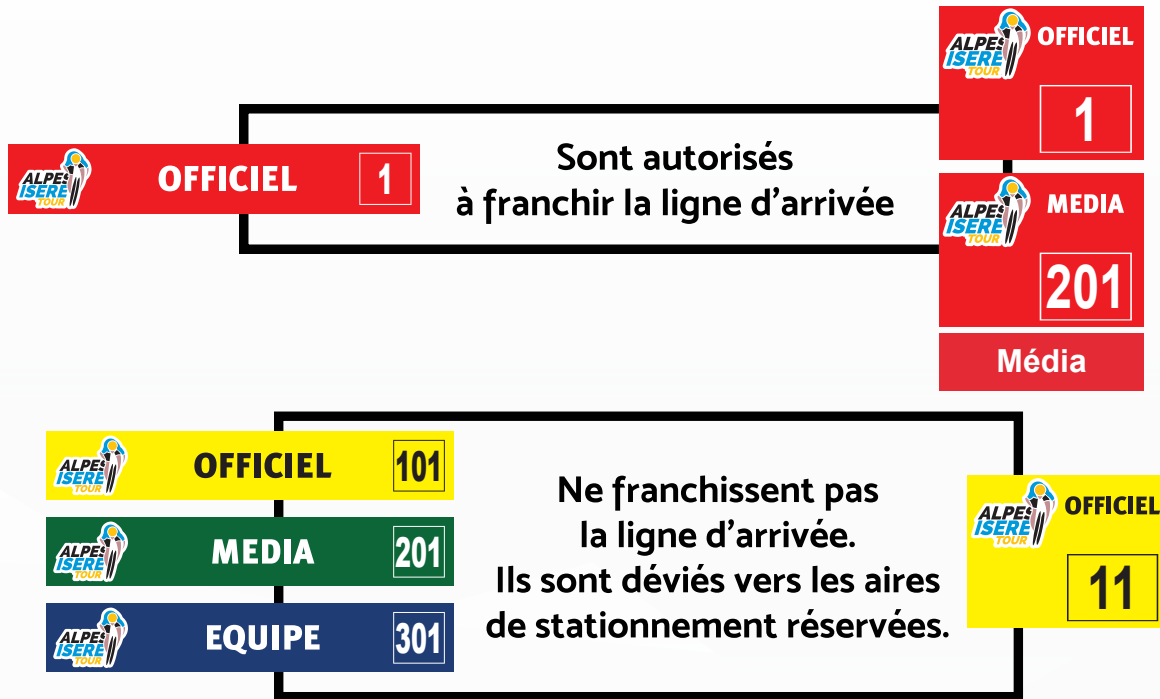 ALPES
ISERE
TOUR
OFFICIEL
1
Sont autorisés
à franchir la ligne d'arrivée
ALPES
ISERE
TOUR
OFFICIEL
1
ALPES
ISERE
TOUR
MEDIA
201
Média
ALPES
ISERE
TOUR
OFFICIEL
101
ALPES
ISERE
TOUR
MEDIA
201
ALPES
ISERE
TOUR
EQUIPE
301
Ne franchissent pas
la ligne d'arrivée.
Ils sont déviés vers les aires
de stationnement réservées.
ALPES
ISERE
TOUR
OFFICIEL
11